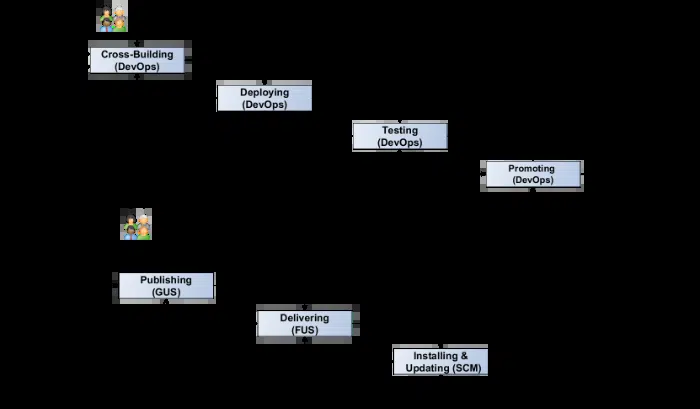 Cross-Building
(DevOps)
Deploying
(DevOps)
Testing
(DevOps)
Promoting
(DevOps)
Publishing
(GUS)
Delivering
(FUS)
Installing &
Updating (SCM)